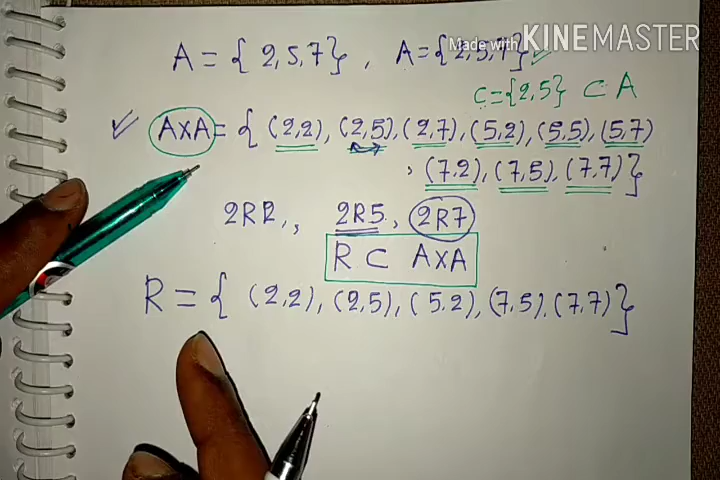 A = { 2,5,7} , A={2,5,7}✓
Made with KINEMASTER
C={2,5} ⊂ A
✓ A×A = { (2,2), (2,5), (2,7), (5,2), (5,5), (5,7)
, (7,2), (7,5), (7,7)}
2R2,, 2R5, 2R7
R ⊂ A×A
R = { (2,2), (2,5), (5,2), (7,5), (7,7)}